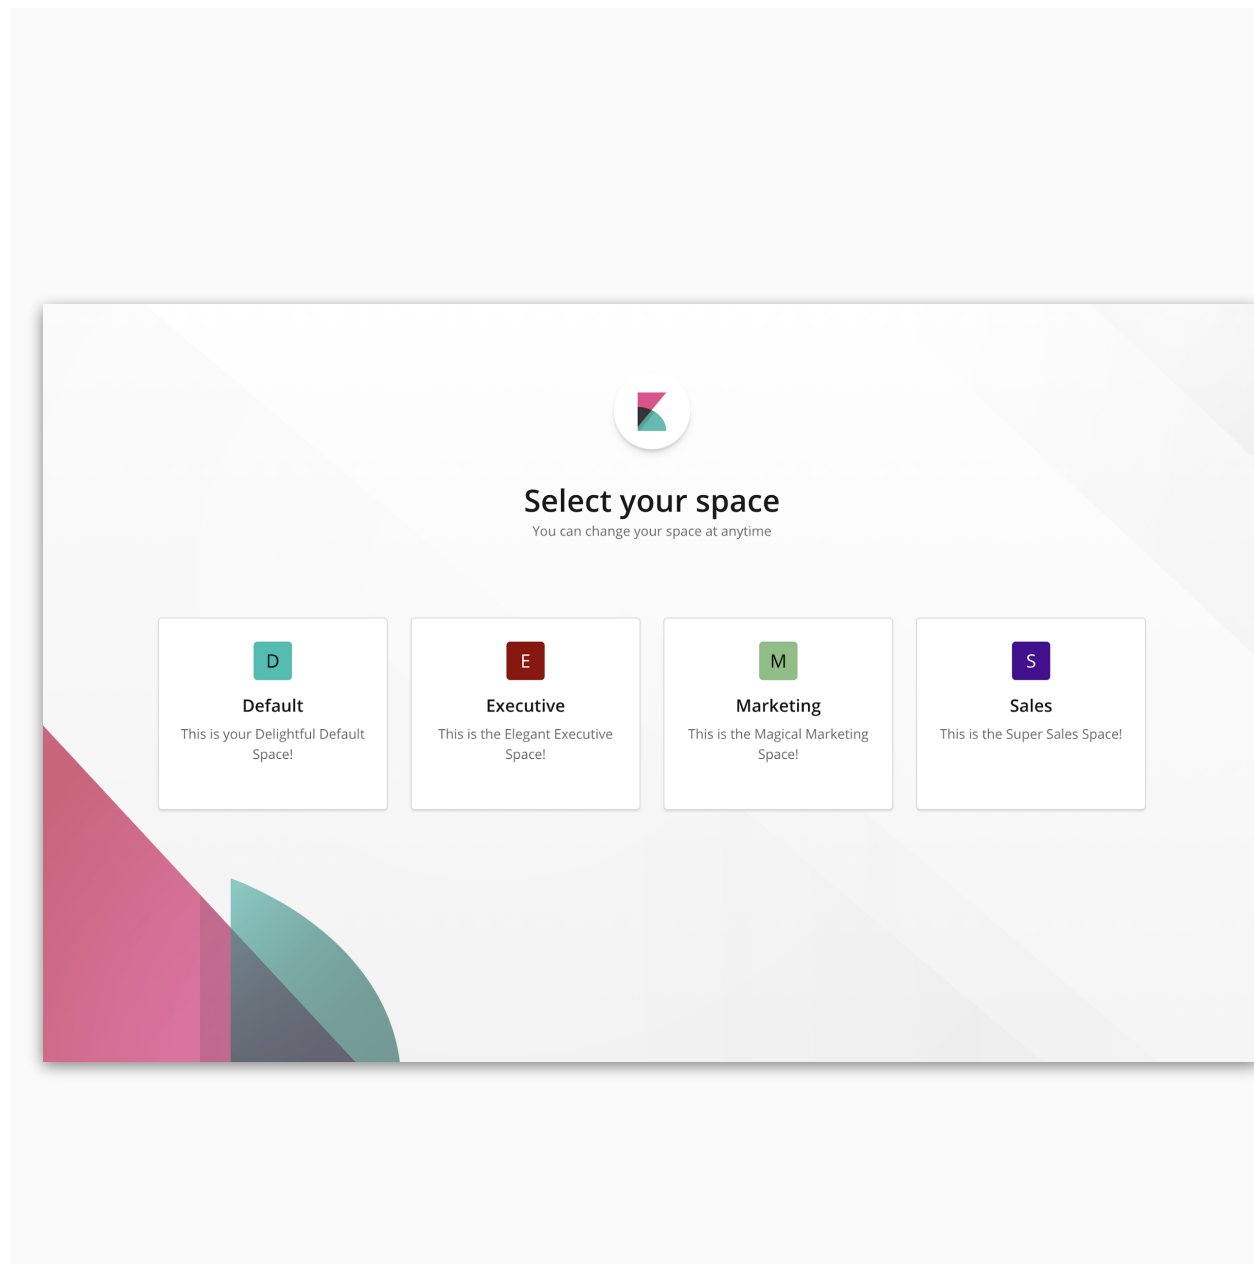 Select your space
You can change your space at anytime
D
Default
This is your Delightful Default
Space!
E
Executive
This is the Elegant Executive
Space!
M
Marketing
This is the Magical Marketing
Space!
S
Sales
This is the Super Sales Space!